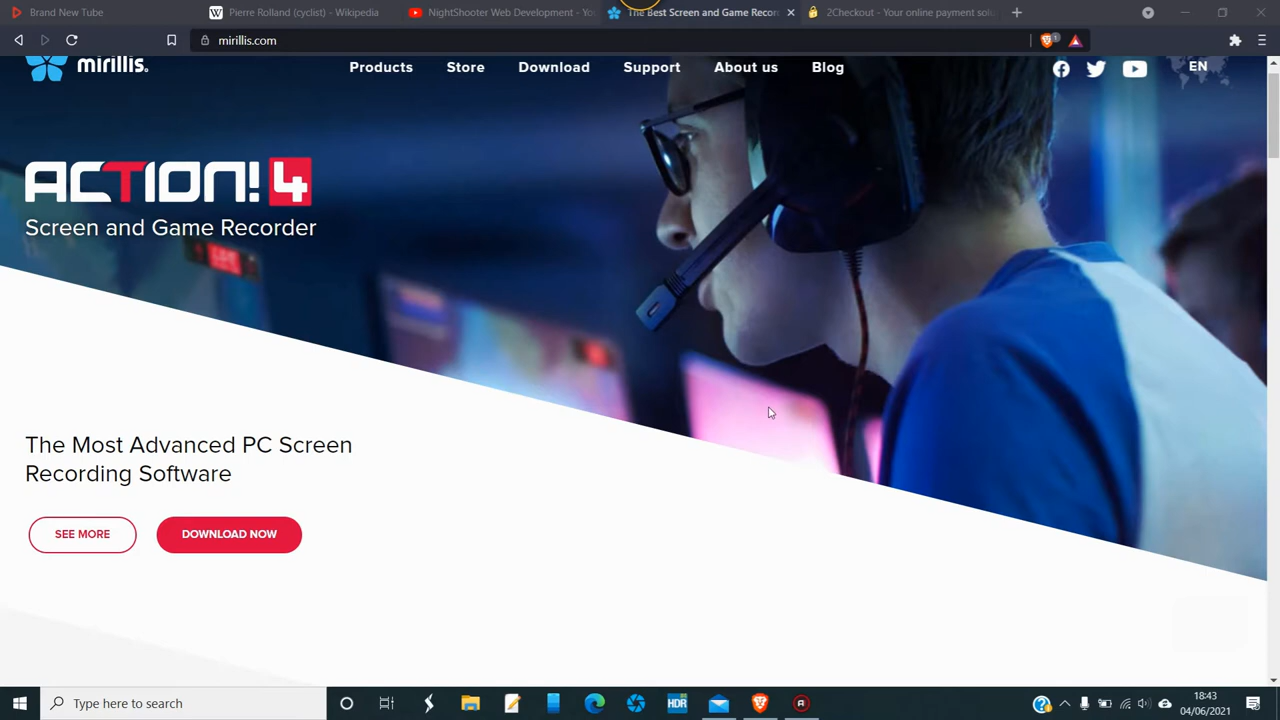 Brand New Tube
Pierre Rolland (cyclist) - Wikipedia
NightShooter Web Development - Yo
The Best Screen and Game Recor
2Checkout - Your online payment solu
mirillis.com
1
mirillis
Products
Store
Download
Support
About us
Blog
EN
ACTION! 4
Screen and Game Recorder
LIVE
The Most Advanced PC Screen
Recording Software
SEE MORE
DOWNLOAD NOW
Type here to search
HDR
18:43
04/06/2021